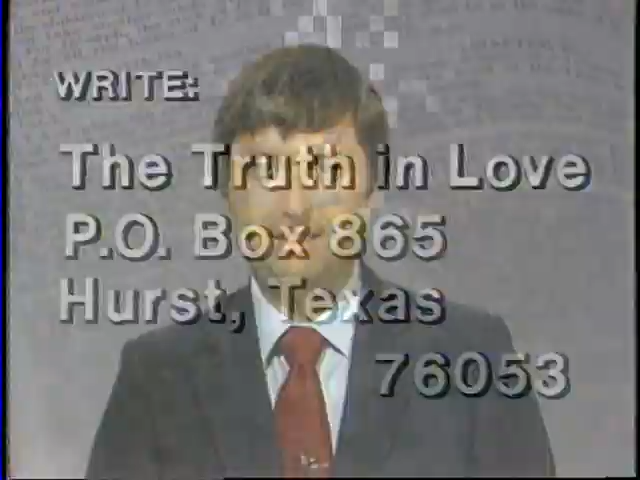 WRITE:
The Truth in Love
P.O. Box 865
Hurst, Texas
76053